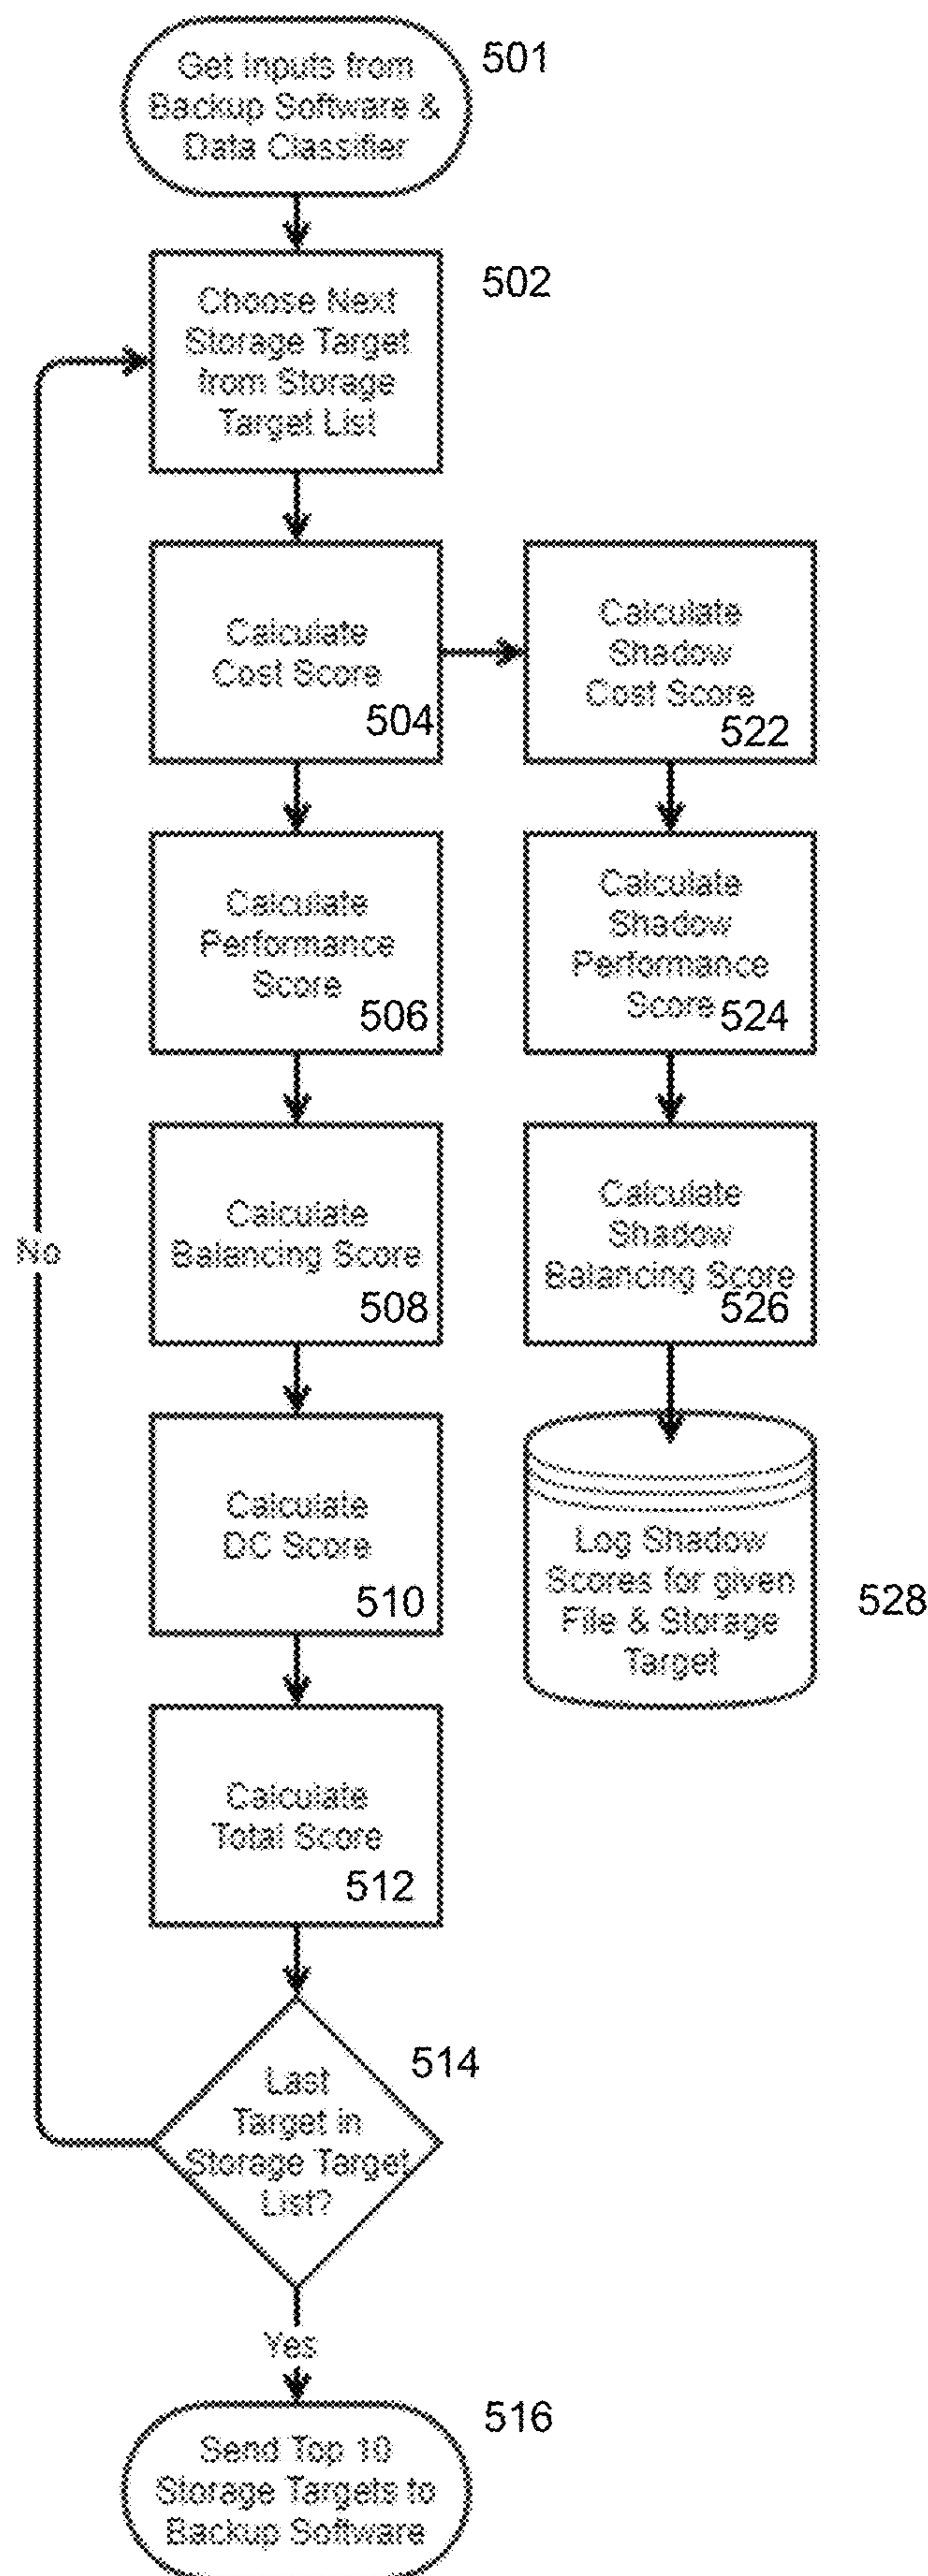 Get Inputs from
Backup Software &
Data Classifier
501
Choose Next
Storage Target
from Storage
Target List
502
Calculate
Cost Score
504
Calculate
Shadow
Cost Score
522
Calculate
Performance
Score
506
Calculate
Shadow
Performance
Score
524
Calculate
Balancing Score
508
Calculate
Shadow
Balancing Score
526
No
Calculate
DC Score
510
Log Shadow
Scores for given
File & Storage
Target
528
Calculate
Total Score
512
Last
Target in
Storage Target
List?
514
Yes
Send Top 10
Storage Targets to
Backup Software
516